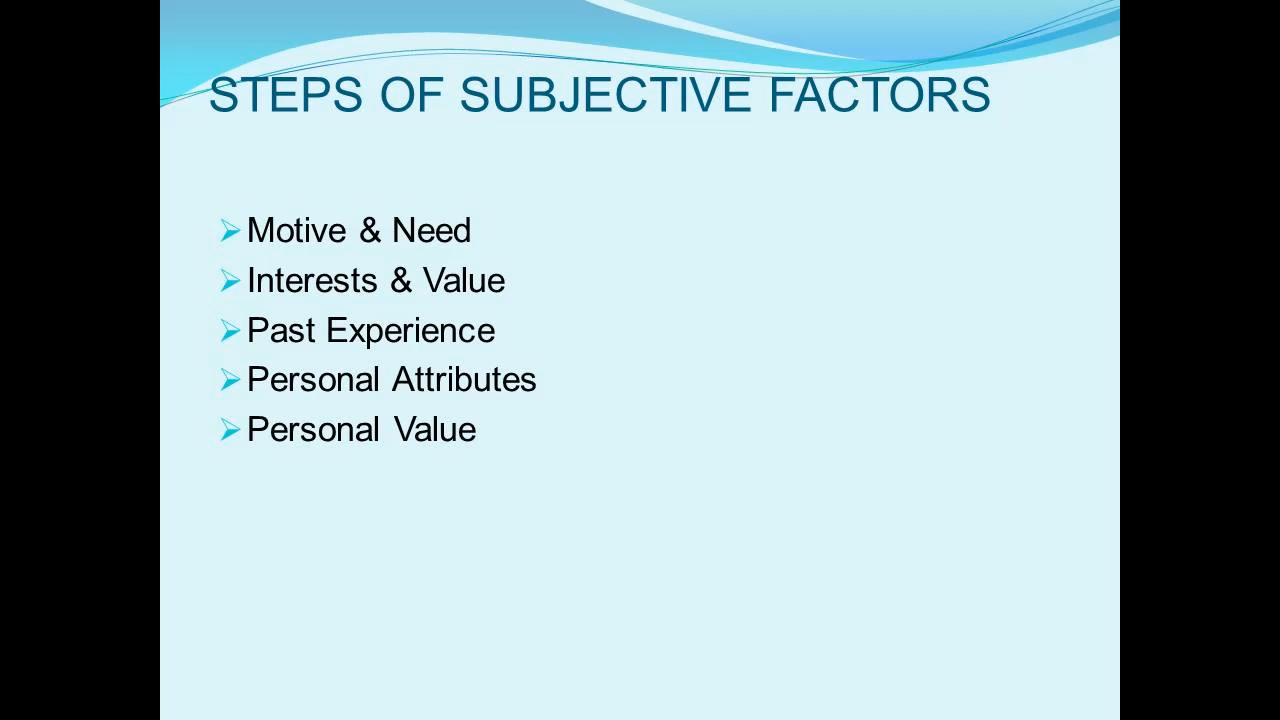 STEPS OF SUBJECTIVE FACTORS
Motive & Need
Interests & Value
Past Experience
Personal Attributes
Personal Value